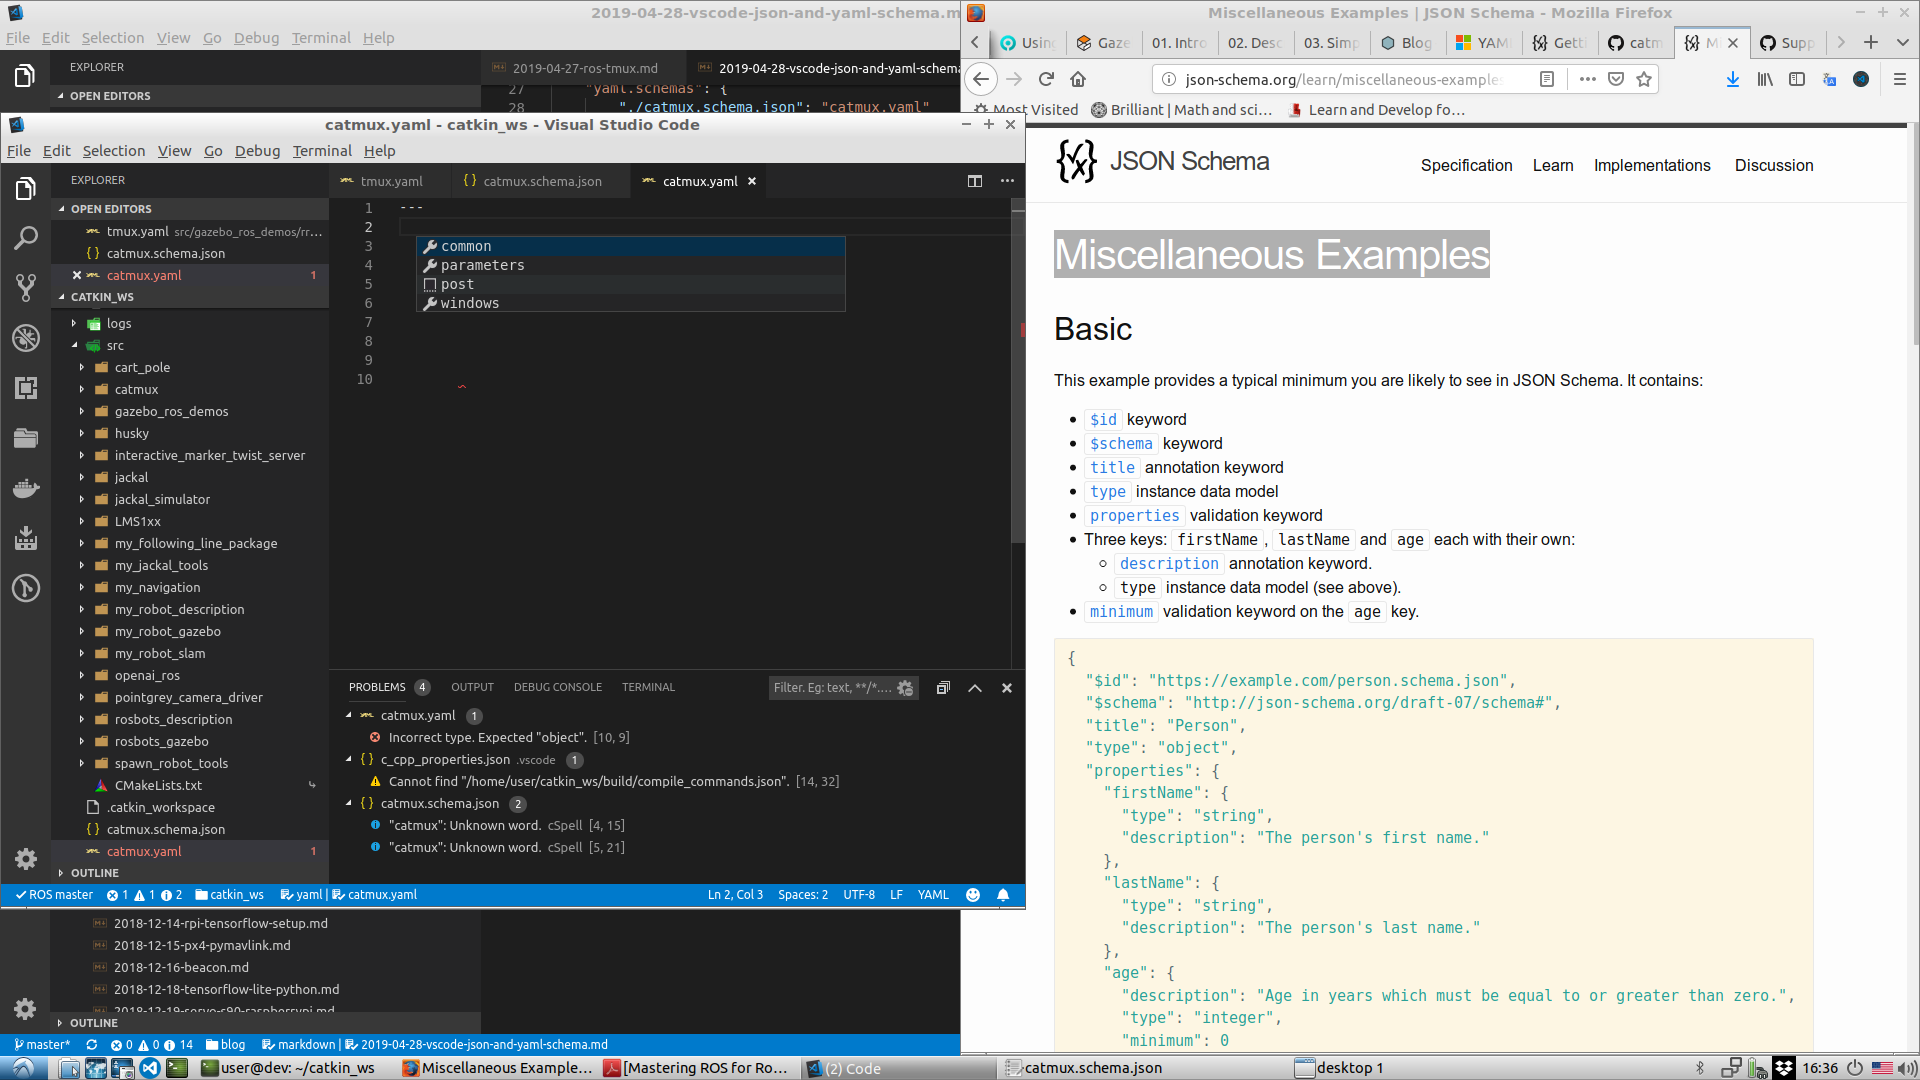 2019-04-28-vscode-json-and-yaml-schema.m
File Edit Selection View Go Debug Terminal Help
EXPLORER
OPEN EDITORS
2019-04-27-ros-tmux.md
2019-04-28-vscode-json-and-yaml-schema
27 "yaml.schemas": {
28 "./catmux.schema.json": "catmux.yaml"
catmux.yaml - catkin_ws - Visual Studio Code
File Edit Selection View Go Debug Terminal Help
EXPLORER
OPEN EDITORS
tmux.yaml src/gazebo_ros_demos/rr...
catmux.schema.json
catmux.yaml 1
CATKIN_WS
logs
src
cart_pole
catmux
gazebo_ros_demos
husky
interactive_marker_twist_server
jackal
jackal_simulator
LMS1xx
my_following_line_package
my_jackal_tools
my_navigation
my_robot_description
my_robot_gazebo
my_robot_slam
openai_ros
pointgrey_camera_driver
rosbots_description
rosbots_gazebo
spawn_robot_tools
CMakeLists.txt
.catkin_workspace
catmux.schema.json
catmux.yaml 1
OUTLINE
tmux.yaml
catmux.schema.json
catmux.yaml
1 ---
2
3
4
5
6
7
8
9
10
common
parameters
post
windows
PROBLEMS 4 OUTPUT DEBUG CONSOLE TERMINAL Filter. Eg: text, **/*....
catmux.yaml 1
Incorrect type. Expected "object". [10, 9]
c_cpp_properties.json .vscode 1
Cannot find "/home/user/catkin_ws/build/compile_commands.json". [14, 32]
catmux.schema.json 2
"catmux": Unknown word. cSpell [4, 15]
"catmux": Unknown word. cSpell [5, 21]
ROS master 1 1 2 catkin_ws yaml | catmux.yaml Ln 2, Col 3 Spaces: 2 UTF-8 LF YAML
2018-12-14-rpi-tensorflow-setup.md
2018-12-15-px4-pymavlink.md
2018-12-16-beacon.md
2018-12-18-tensorflow-lite-python.md
2018-12-19-servo-s90-raspberrypi.md
OUTLINE
master* 0 0 14 blog markdown | 2019-04-28-vscode-json-and-yaml-schema.md
Miscellaneous Examples | JSON Schema - Mozilla Firefox
Using Gaze 01. Intro 02. Desc 03. Simp Blog YAM Getti catm Mi Supp
json-schema.org/learn/miscellaneous-examples
Most Visited Brilliant | Math and sci... Learn and Develop fo...
JSON Schema
Specification Learn Implementations Discussion
Miscellaneous Examples
Basic
This example provides a typical minimum you are likely to see in JSON Schema. It contains:
$id keyword
$schema keyword
title annotation keyword
type instance data model
properties validation keyword
Three keys: firstName, lastName and age each with their own:
description annotation keyword.
type instance data model (see above).
minimum validation keyword on the age key.
{
"$id": "https://example.com/person.schema.json",
"$schema": "http://json-schema.org/draft-07/schema#",
"title": "Person",
"type": "object",
"properties": {
"firstName": {
"type": "string",
"description": "The person's first name."
},
"lastName": {
"type": "string",
"description": "The person's last name."
},
"age": {
"description": "Age in years which must be equal to or greater than zero.",
"type": "integer",
"minimum": 0
user@dev: ~/catkin_ws Miscellaneous Example... [Mastering ROS for Ro... (2) Code catmux.schema.json desktop 1 16:36